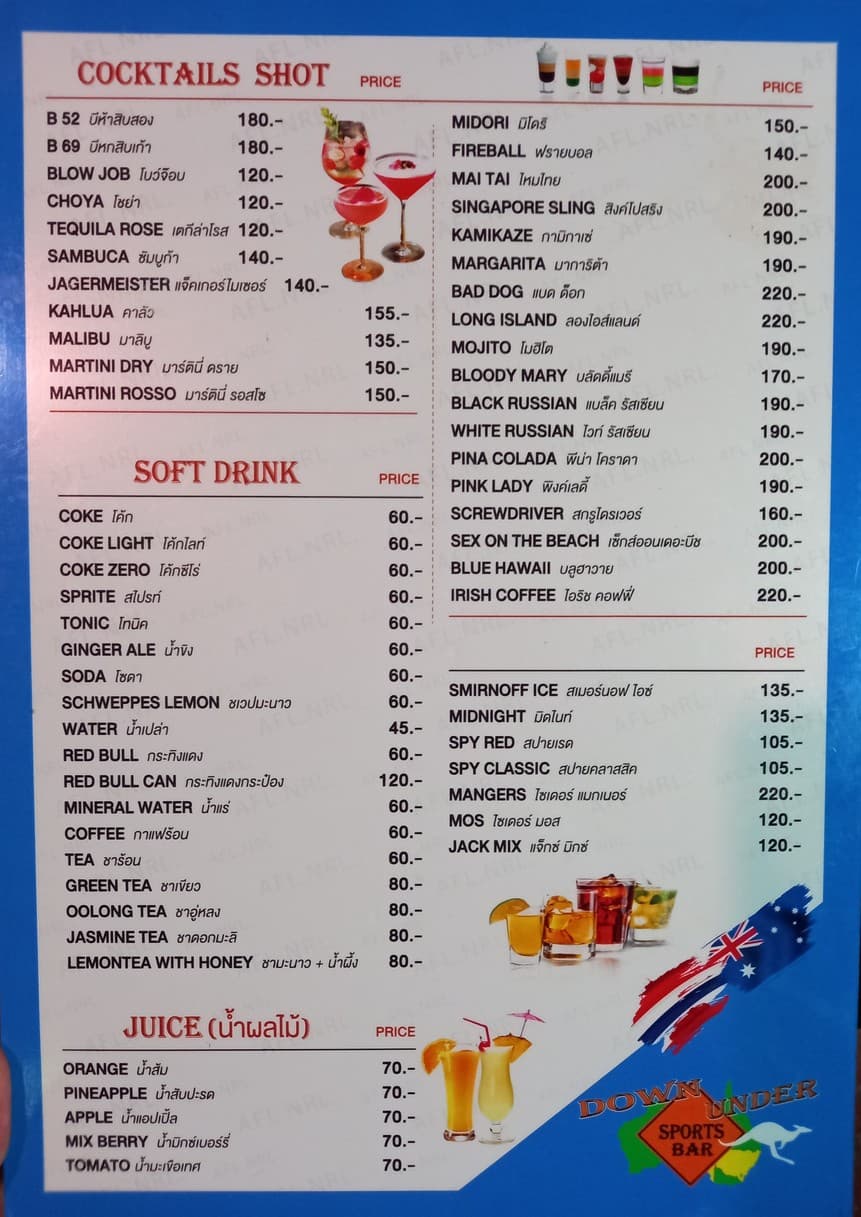 COCKTAILS SHOT PRICE
B 52 บีห้าสิบสอง 180.-
B 69 บีหกสิบเก้า 180.-
BLOW JOB โบว์จ๊อบ 120.-
CHOYA โชย่า 120.-
TEQUILA ROSE เตกีล่าโรส 120.-
SAMBUCA ซัมบูก้า 140.-
JAGERMEISTER แจ็คเกอร์ไมเซอร์ 140.-
KAHLUA คาลัว 155.-
MALIBU มาลิบู 135.-
MARTINI DRY มาร์ตินี่ ดราย 150.-
MARTINI ROSSO มาร์ตินี่ รอสโซ 150.-
SOFT DRINK PRICE
COKE โค้ก 60.-
COKE LIGHT โค้กไลท์ 60.-
COKE ZERO โค้กซีโร่ 60.-
SPRITE สไปรท์ 60.-
TONIC โทนิค 60.-
GINGER ALE น้ำขิง 60.-
SODA โซดา 60.-
SCHWEPPES LEMON ชเวปมะนาว 60.-
WATER น้ำเปล่า 45.-
RED BULL กระทิงแดง 60.-
RED BULL CAN กระทิงแดงกระป๋อง 120.-
MINERAL WATER น้ำแร่ 60.-
COFFEE กาแฟร้อน 60.-
TEA ชาร้อน 60.-
GREEN TEA ชาเขียว 80.-
OOLONG TEA ชาอู่หลง 80.-
JASMINE TEA ชาดอกมะลิ 80.-
LEMONTEA WITH HONEY ชามะนาว + น้ำผึ้ง 80.-
JUICE (น้ำผลไม้) PRICE
ORANGE น้ำส้ม 70.-
PINEAPPLE น้ำสับปะรด 70.-
APPLE น้ำแอปเปิ้ล 70.-
MIX BERRY น้ำมิกซ์เบอร์รี่ 70.-
TOMATO น้ำมะเขือเทศ 70.-
PRICE
MIDORI มิโดริ 150.-
FIREBALL ฟรายบอล 140.-
MAI TAI ไหมไทย 200.-
SINGAPORE SLING สิงค์โปสริง 200.-
KAMIKAZE กามิกาเซ่ 190.-
MARGARITA มาการิต้า 190.-
BAD DOG แบด ด็อก 220.-
LONG ISLAND ลองไอส์แลนด์ 220.-
MOJITO โมฮิโต 190.-
BLOODY MARY บลัดดี้แมรี 170.-
BLACK RUSSIAN แบล็ค รัสเซียน 190.-
WHITE RUSSIAN ไวท์ รัสเซียน 190.-
PINA COLADA พีน่า โคราดา 200.-
PINK LADY พิงค์เลดี้ 190.-
SCREWDRIVER สกรูไดรเวอร์ 160.-
SEX ON THE BEACH เซ็กส์ออนเดอะบีช 200.-
BLUE HAWAII บลูฮาวาย 200.-
IRISH COFFEE ไอริช คอฟฟี่ 220.-
PRICE
SMIRNOFF ICE สเมอร์นอฟ ไอซ์ 135.-
MIDNIGHT มิดไนท์ 135.-
SPY RED สปายเรด 105.-
SPY CLASSIC สปายคลาสสิค 105.-
MANGERS ไซเดอร์ แมกเนอร์ 220.-
MOS ไซเดอร์ มอส 120.-
JACK MIX แจ็กซ์ มิกซ์ 120.-
DOWN UNDER
SPORTS
BAR